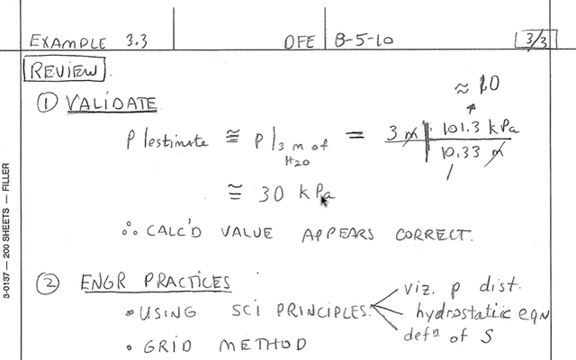 EXAMPLE 3.3 DFE 8-5-10 3/3
REVIEW
① VALIDATE
≈ 10
P|estimate ≅ P|3 m of H20 = 3 m | 101.3 kPa
10.33 m
≅ 30 kPa
∴ CALC'D VALUE APPEARS CORRECT.
② ENGR PRACTICES
• USING SCI PRINCIPLES
viz. p dist.
hydrostatic eqn
defⁿ of S
• GRID METHOD
3-0137 — 200 SHEETS — FILLER